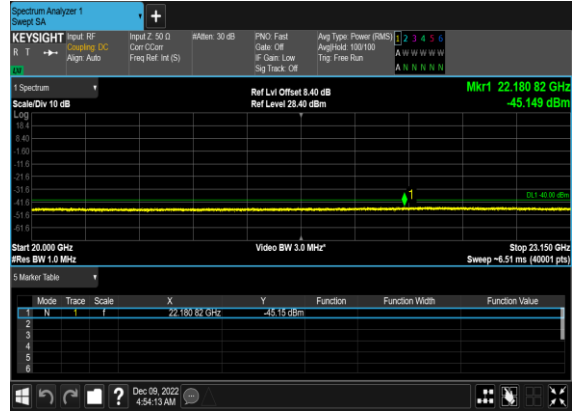 Spectrum Analyzer 1
Swept SA
KEYSIGHT Input: RF Input Z: 50 Ω #Atten: 30 dB PNO: Fast Avg Type: Power (RMS) 1 2 3 4 5 6
R T Coupling: DC Corr CCorr Gate: Off Avg|Hold: 100/100 A W W W W W
Align: Auto Freq Ref: Int (S) IF Gain: Low Trig: Free Run
Sig Track: Off A N N N N N
LW
1 Spectrum Ref Lvl Offset 8.40 dB Mkr1 22.180 82 GHz
Scale/Div 10 dB Ref Level 28.40 dBm -45.149 dBm
Log
18.4
8.40
-1.60
-11.6
-21.6
-31.6
1
DL1 -40.00 dBm
-41.6
-51.6
-61.6
Start 20.000 GHz Video BW 3.0 MHz* Stop 23.150 GHz
#Res BW 1.0 MHz Sweep ~6.51 ms (40001 pts)
5 Marker Table
Mode Trace Scale X Y Function Function Width Function Value
1 N 1 f 22.180 82 GHz -45.15 dBm
2
3
4
5
6
? Dec 09, 2022
4:54:13 AM